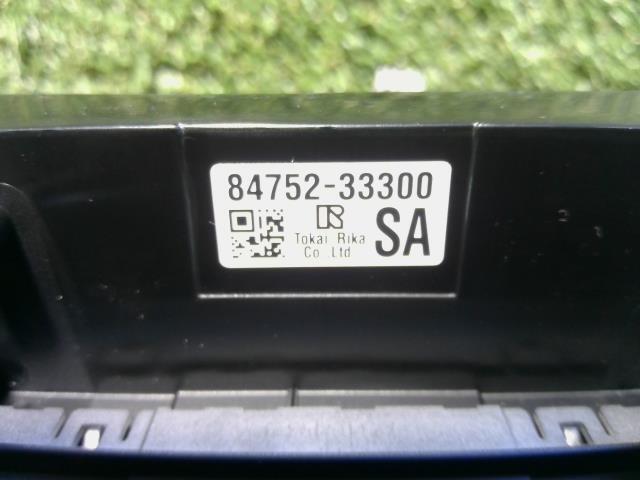 84752-33300
R
Tokai Rika
Co.,Ltd.
SA